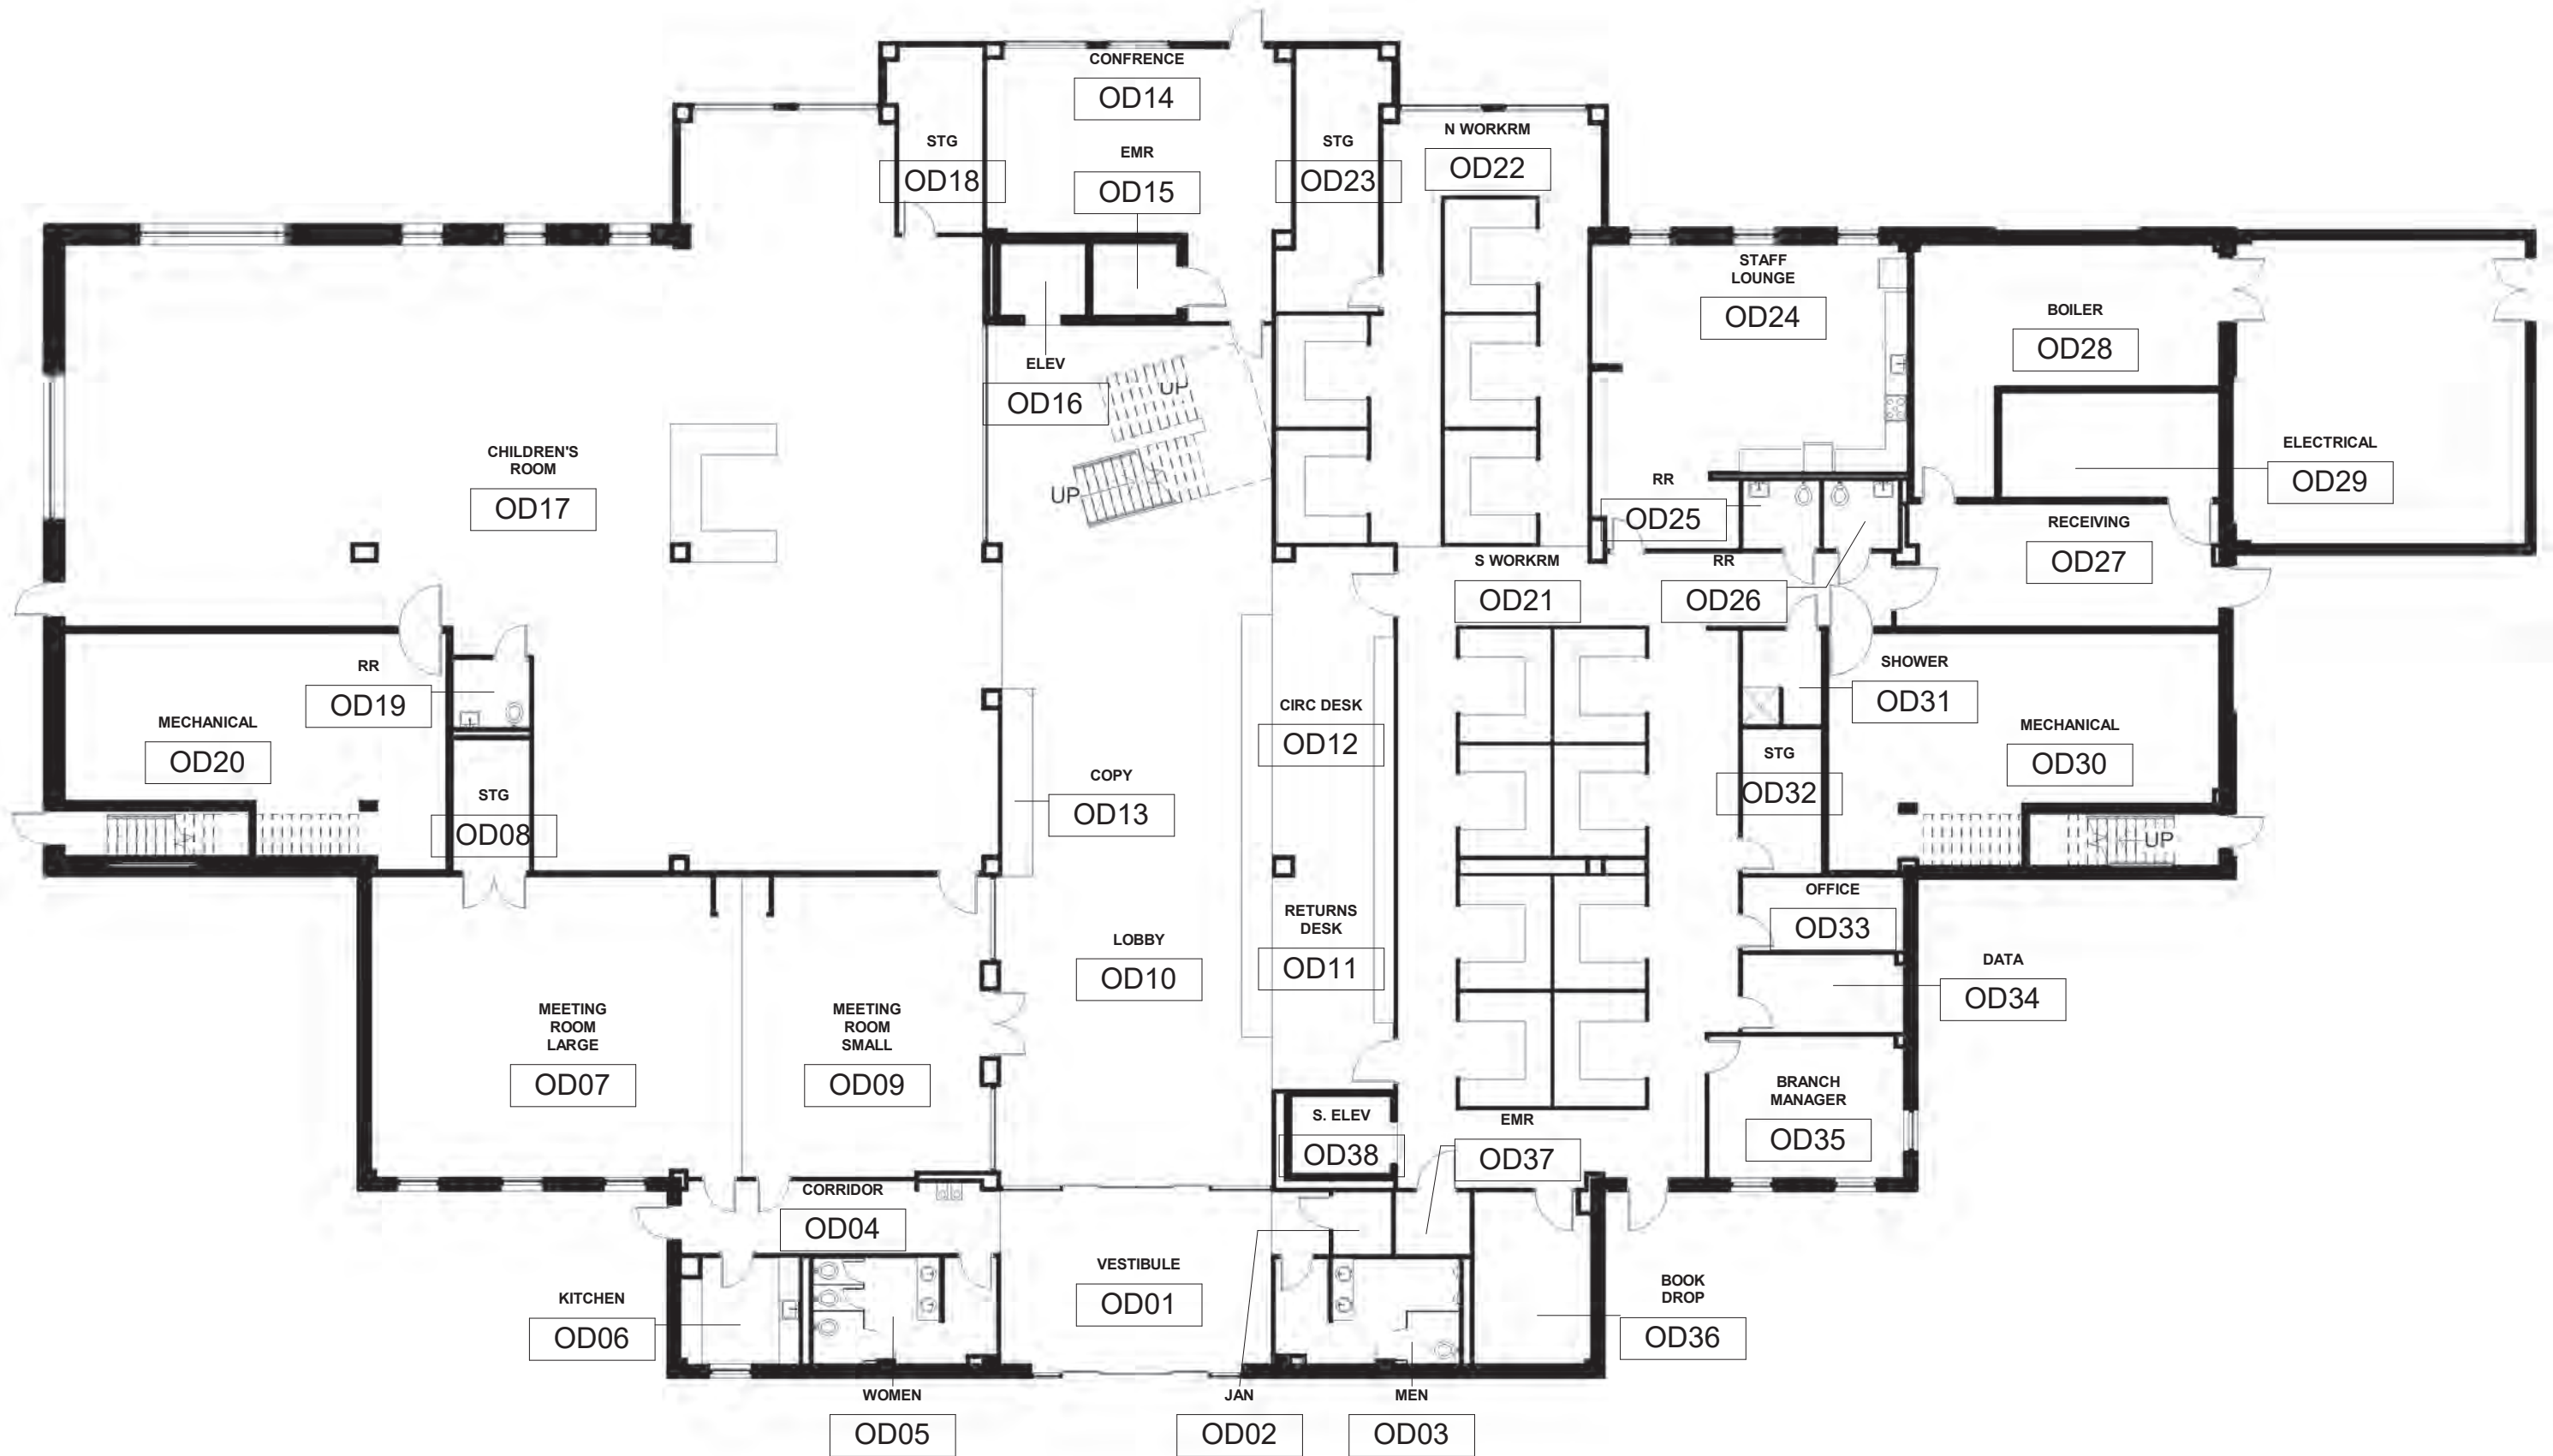 CONFRENCE
OD14
STG
OD18
EMR
OD15
STG
OD23
N WORKRM
OD22
STAFF
LOUNGE
OD24
BOILER
OD28
ELEV
OD16
UP
UP
CHILDREN'S
ROOM
OD17
ELECTRICAL
OD29
RR
OD25
RECEIVING
OD27
S WORKRM
OD21
RR
OD26
RR
OD19
SHOWER
OD31
MECHANICAL
OD20
CIRC DESK
OD12
MECHANICAL
OD30
STG
OD32
COPY
OD13
STG
OD08
UP
OFFICE
OD33
RETURNS
DESK
OD11
LOBBY
OD10
DATA
OD34
MEETING
ROOM
LARGE
OD07
MEETING
ROOM
SMALL
OD09
BRANCH
MANAGER
OD35
S. ELEV
OD38
EMR
OD37
CORRIDOR
OD04
VESTIBULE
OD01
KITCHEN
OD06
BOOK
DROP
OD36
WOMEN
OD05
JAN
OD02
MEN
OD03